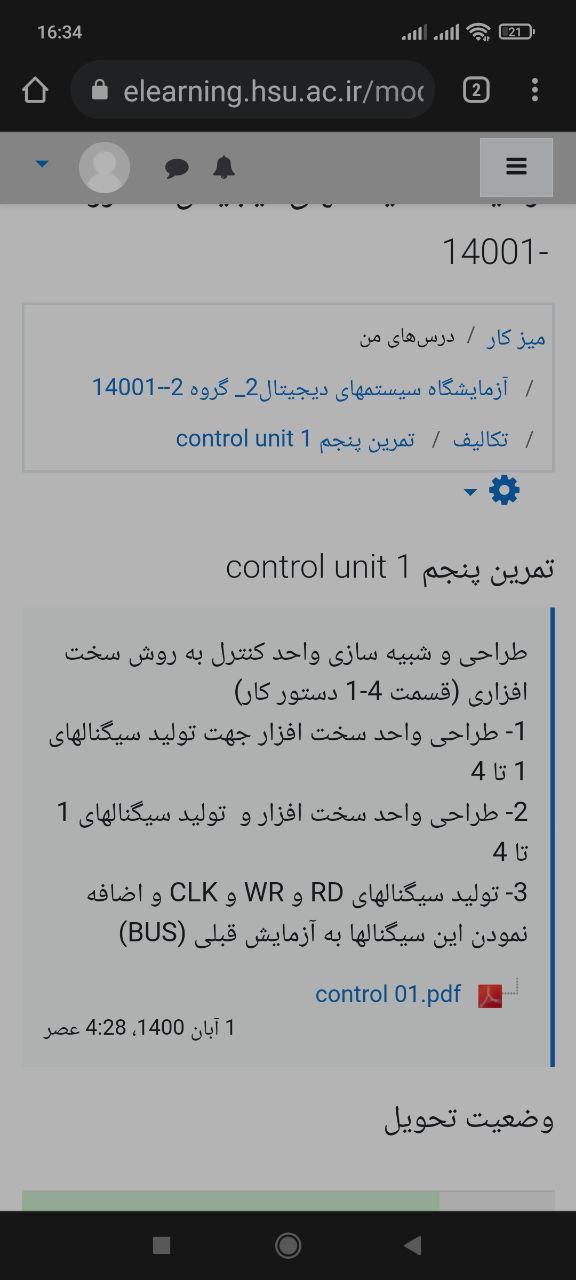 16:34
21
elearning.hsu.ac.ir/moc
2
14001-
میز کار / درس‌های من
/ آزمایشگاه سیستمهای دیجیتال2_ گروه 2--14001
/ تکالیف / تمرین پنجم control unit 1
تمرین پنجم control unit 1
طراحی و شبیه سازی واحد کنترل به روش سخت
افزاری (قسمت 4-1 دستور کار)
1- طراحی واحد سخت افزار جهت تولید سیگنالهای
1 تا 4
2- طراحی واحد سخت افزار و تولید سیگنالهای 1
تا 4
3- تولید سیگنالهای RD و WR و CLK و اضافه
نمودن این سیگنالها به آزمایش قبلی (BUS)
control 01.pdf
1 آبان 1400، 4:28 عصر
وضعیت تحویل